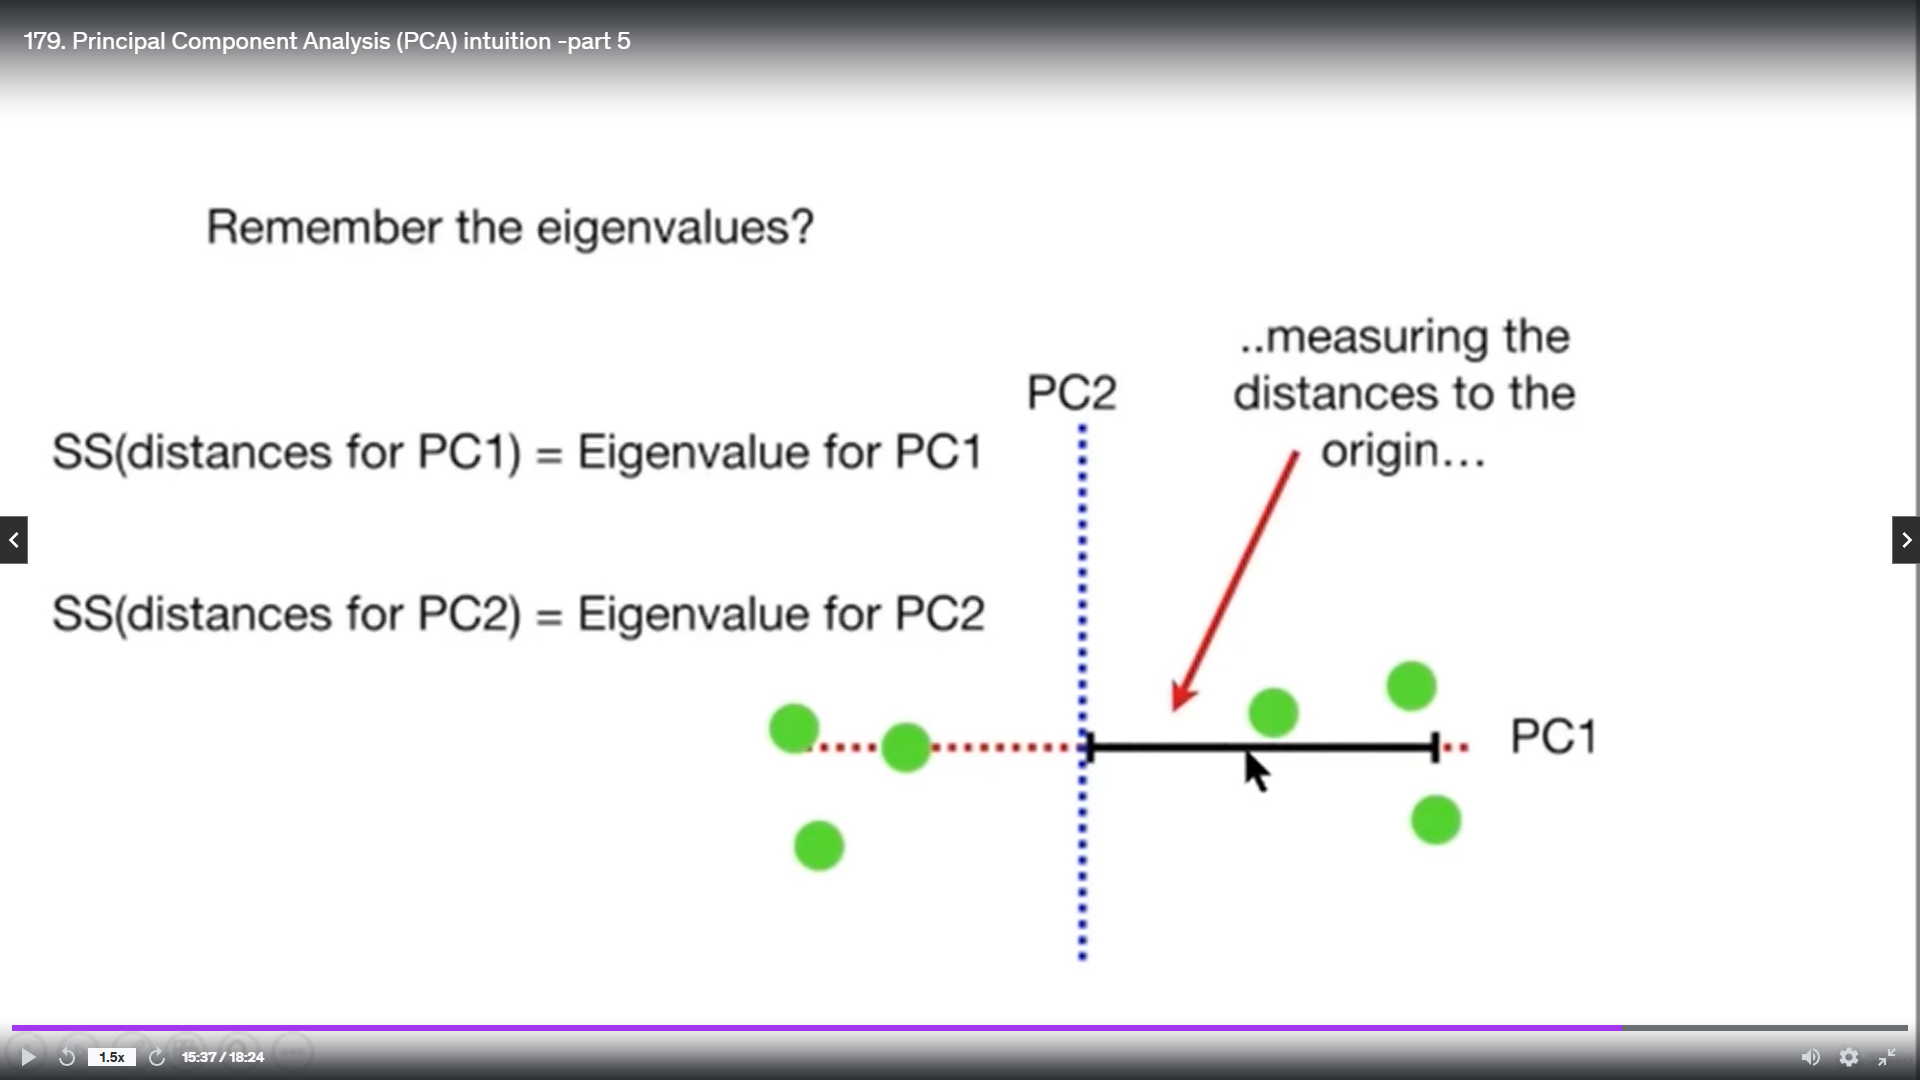 179. Principal Component Analysis (PCA) intuition -part 5
Remember the eigenvalues?
..measuring the
distances to the
origin...
PC2
SS(distances for PC1) = Eigenvalue for PC1
SS(distances for PC2) = Eigenvalue for PC2
PC1
1.5x
15:37 / 18:24